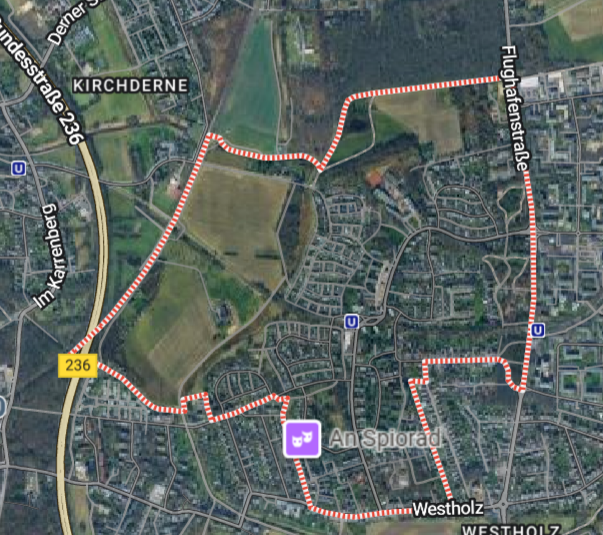 Derner S
Bundesstraße 236
KIRCHDERNE
Flughafenstraße
U
Im Karrenberg
U
U
236
An Spiorad
Westholz
WESTHOLZ